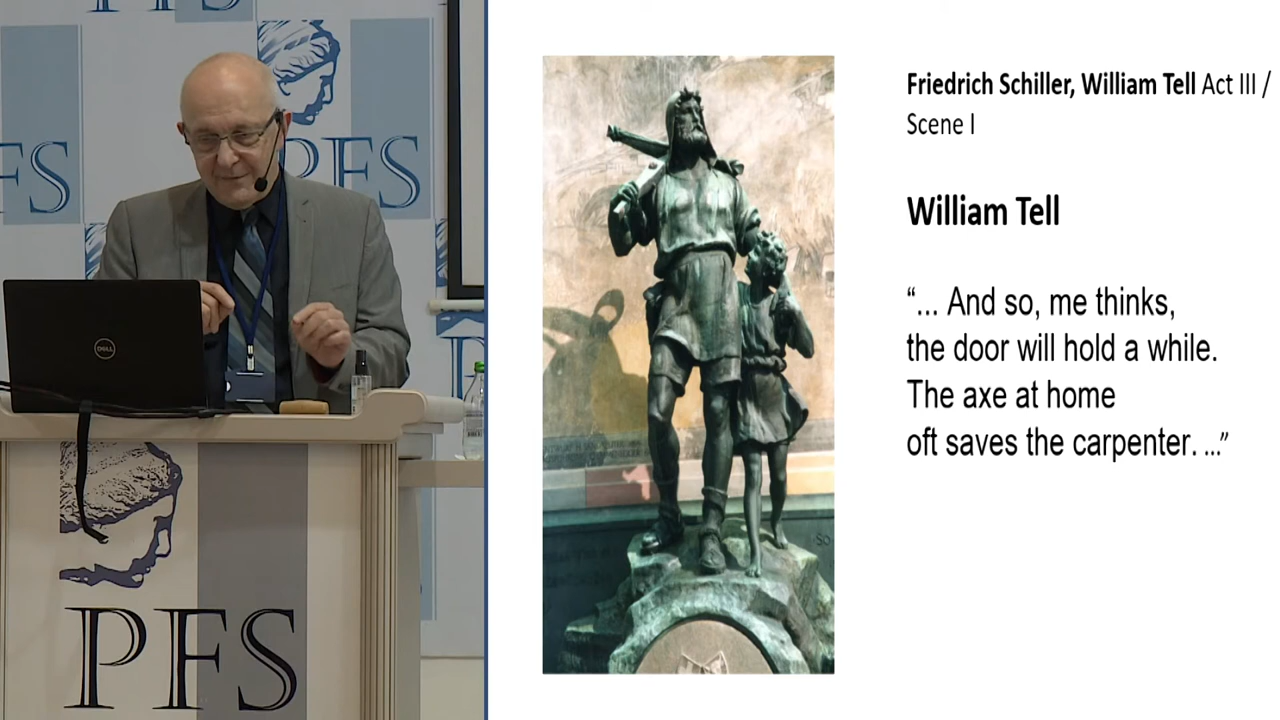 PFS
FS
PFS
DELL
PFS
Friedrich Schiller, William Tell Act III /
Scene I
William Tell
“... And so, me thinks,
the door will hold a while.
The axe at home
oft saves the carpenter. ...”